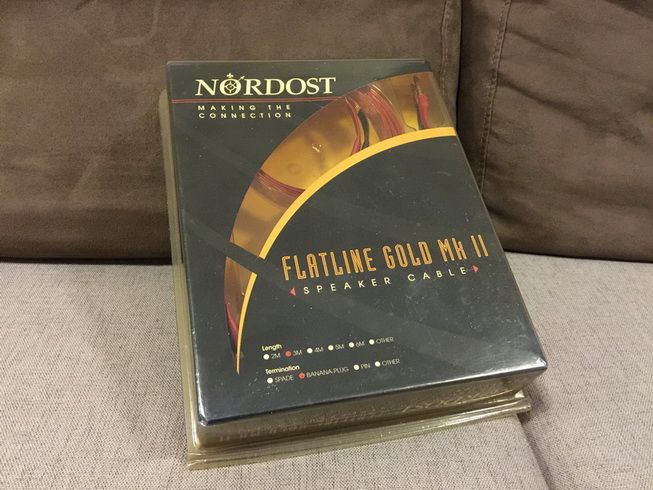 NORDOST
MAKING THE
CONNECTION
FLATLINE GOLD MK II
SPEAKER CABLE
Length
2M 3M 4M 5M 6M OTHER
Termination
SPADE BANANA PLUG PIN OTHER